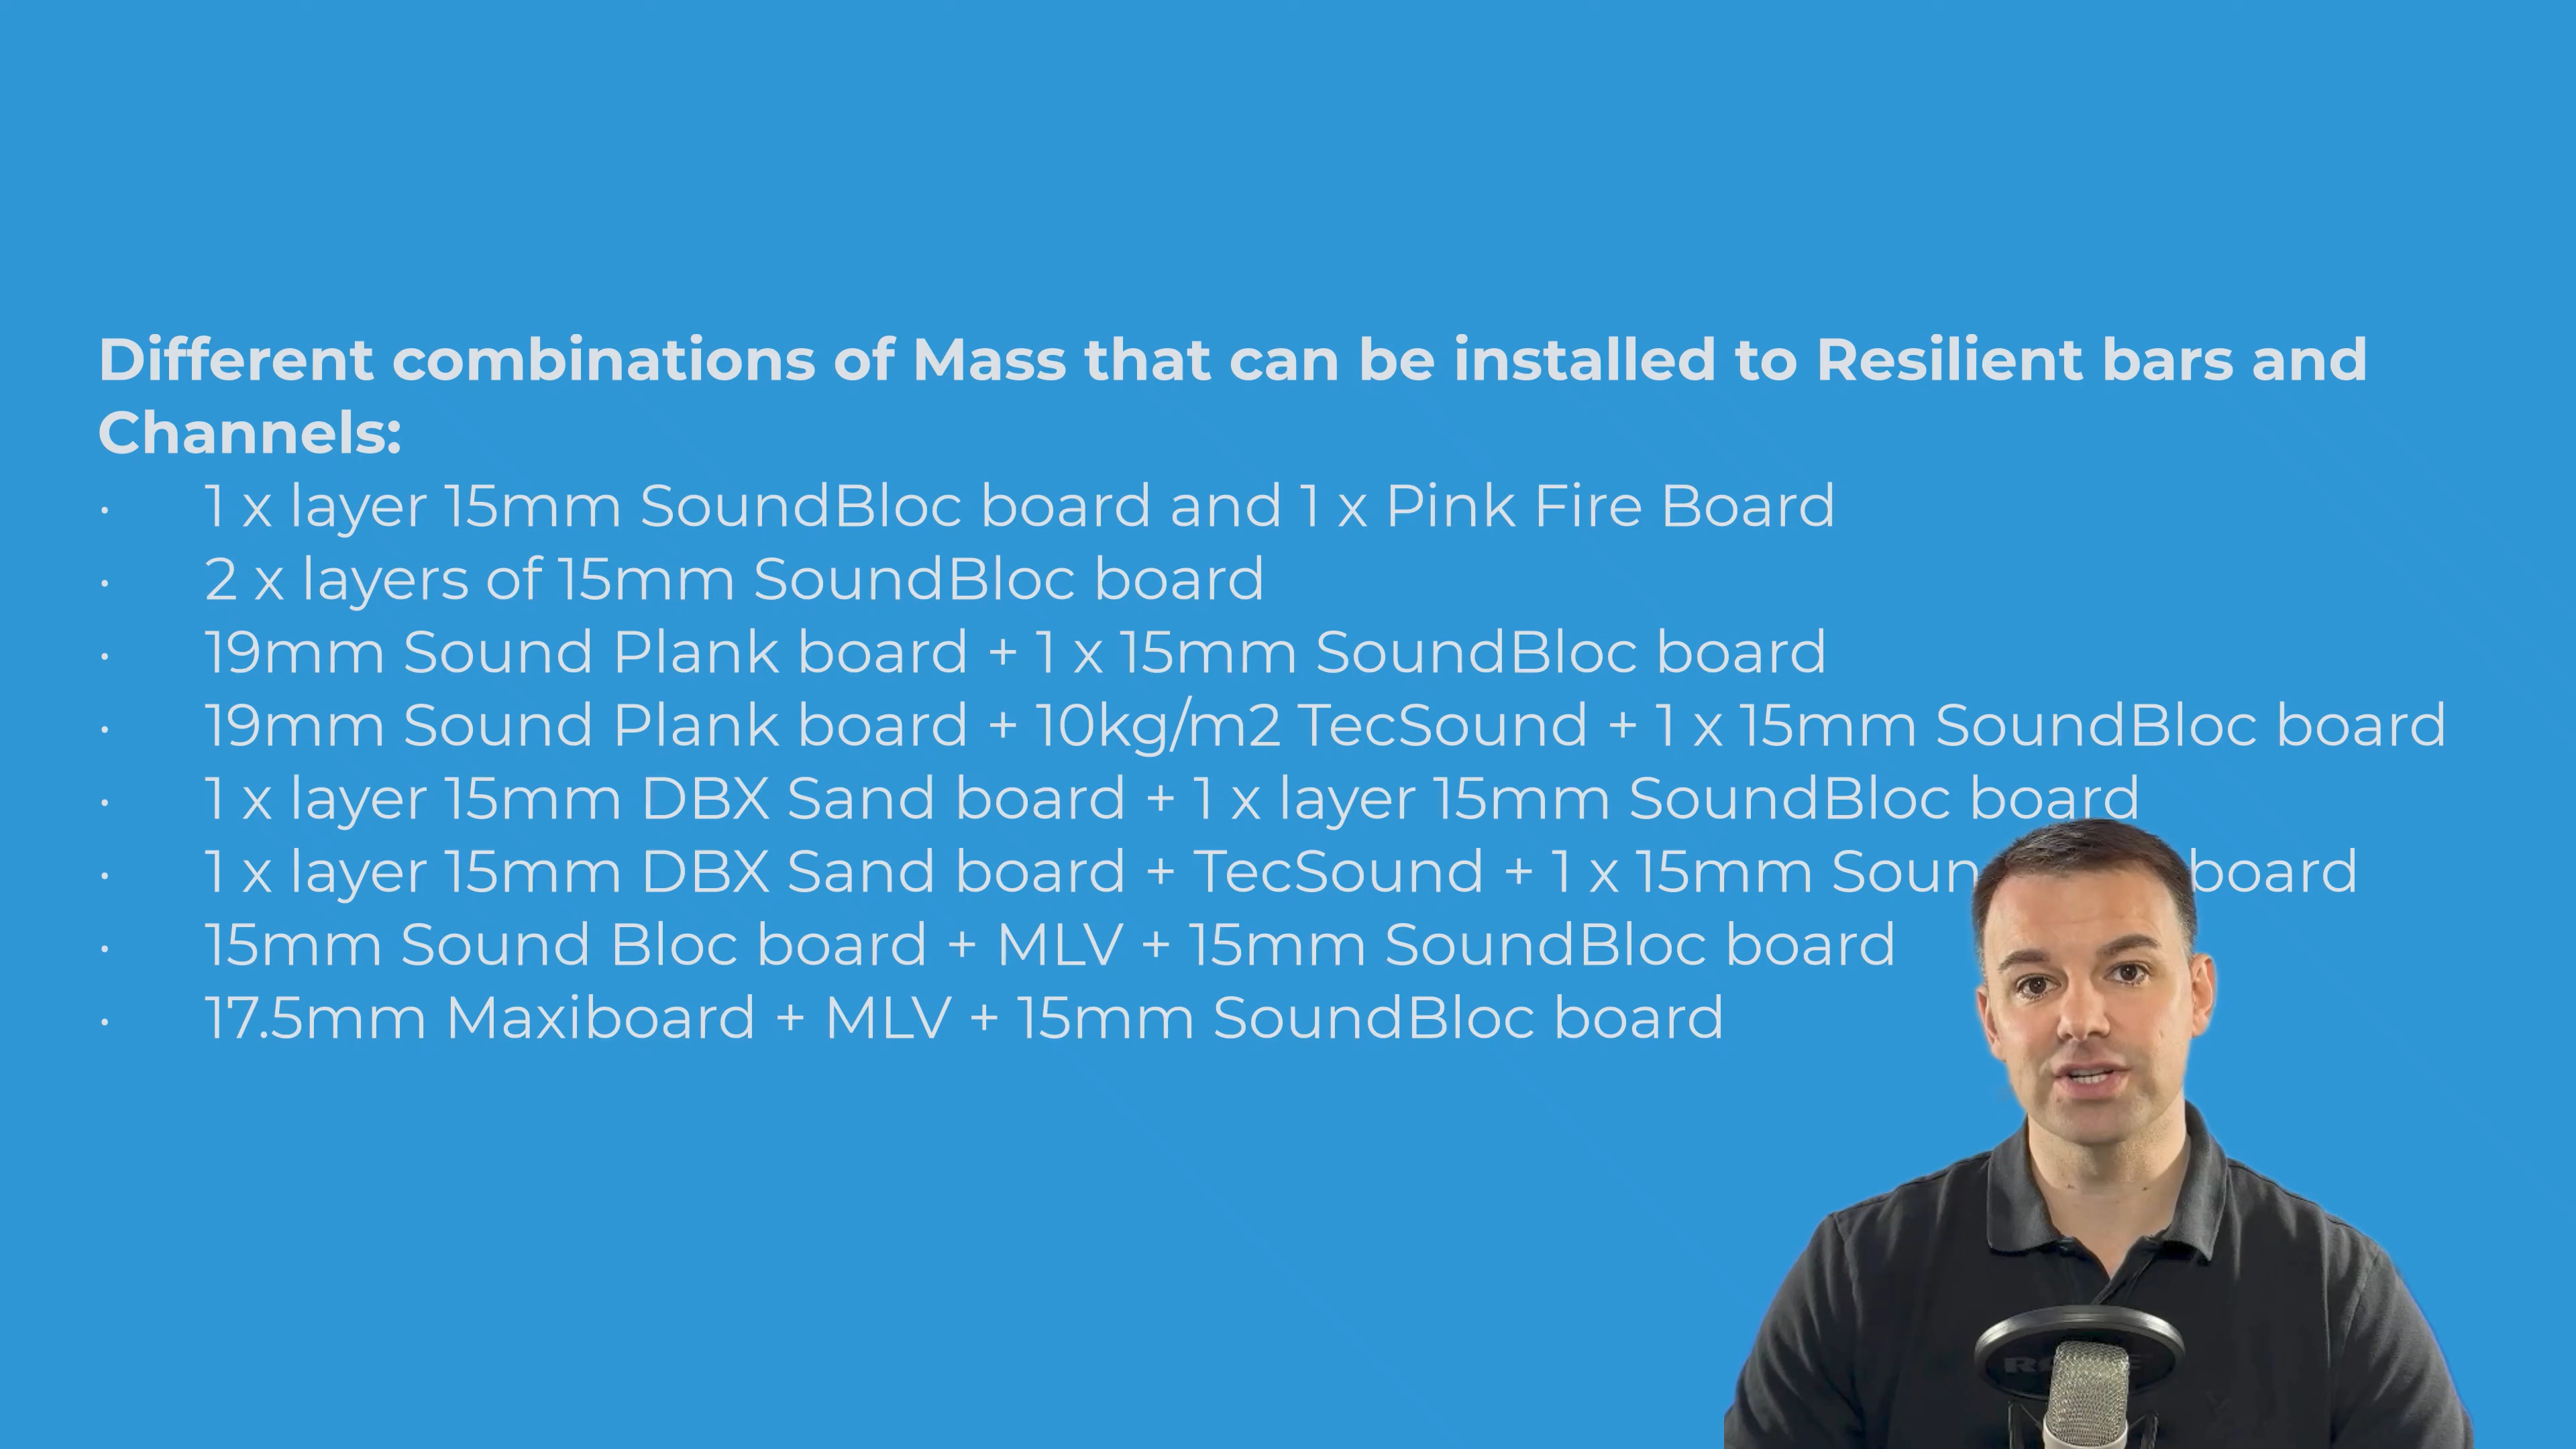 Different combinations of Mass that can be installed to Resilient bars and
Channels:
· 1 x layer 15mm SoundBloc board and 1 x Pink Fire Board
· 2 x layers of 15mm SoundBloc board
· 19mm Sound Plank board + 1 x 15mm SoundBloc board
· 19mm Sound Plank board + 10kg/m2 TecSound + 1 x 15mm SoundBloc board
· 1 x layer 15mm DBX Sand board + 1 x layer 15mm SoundBloc board
· 1 x layer 15mm DBX Sand board + TecSound + 1 x 15mm board
· 15mm Sound Bloc board + MLV + 15mm SoundBloc board
· 17.5mm Maxiboard + MLV + 15mm SoundBloc board